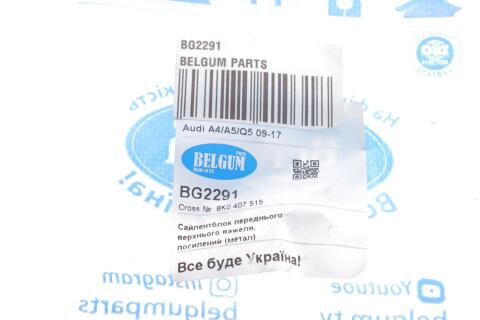 BG2291
BELGUM PARTS
Audi A4/A5/Q5 09-17
Parts
BELGUM
BG2291
Cross № 8K0 407 515
Сайлентблок переднього
верхнього важеля,
посилений (метал)
Все буде Україна!
Instagram
belgumparts
Youtube
belgum.tv